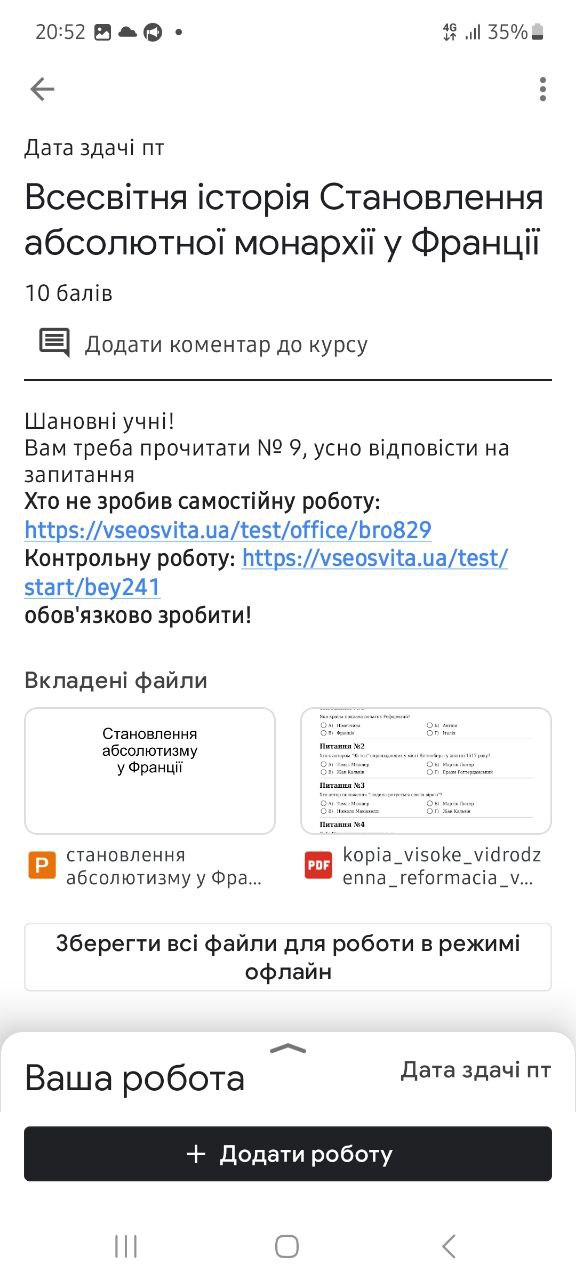 20:52
4G
35%
Дата здачі пт
Всесвітня історія Становлення
абсолютної монархії у Франції
10 балів
Додати коментар до курсу
Шановні учні!
Вам треба прочитати № 9, усно відповісти на
запитання
Хто не зробив самостійну роботу:
https://vseosvita.ua/test/office/bro829
Контрольну роботу: https://vseosvita.ua/test/
start/bey241
обов'язково зробити!
Вкладені файли
Становлення
абсолютизму
у Франції
Питання №2
Питання №3
Питання №4
P
становлення
абсолютизму у Фра...
PDF
kopia_visoke_vidrodz
enna_reformacia_v...
Зберегти всі файли для роботи в режимі
офлайн
Ваша робота
Дата здачі пт
+ Додати роботу